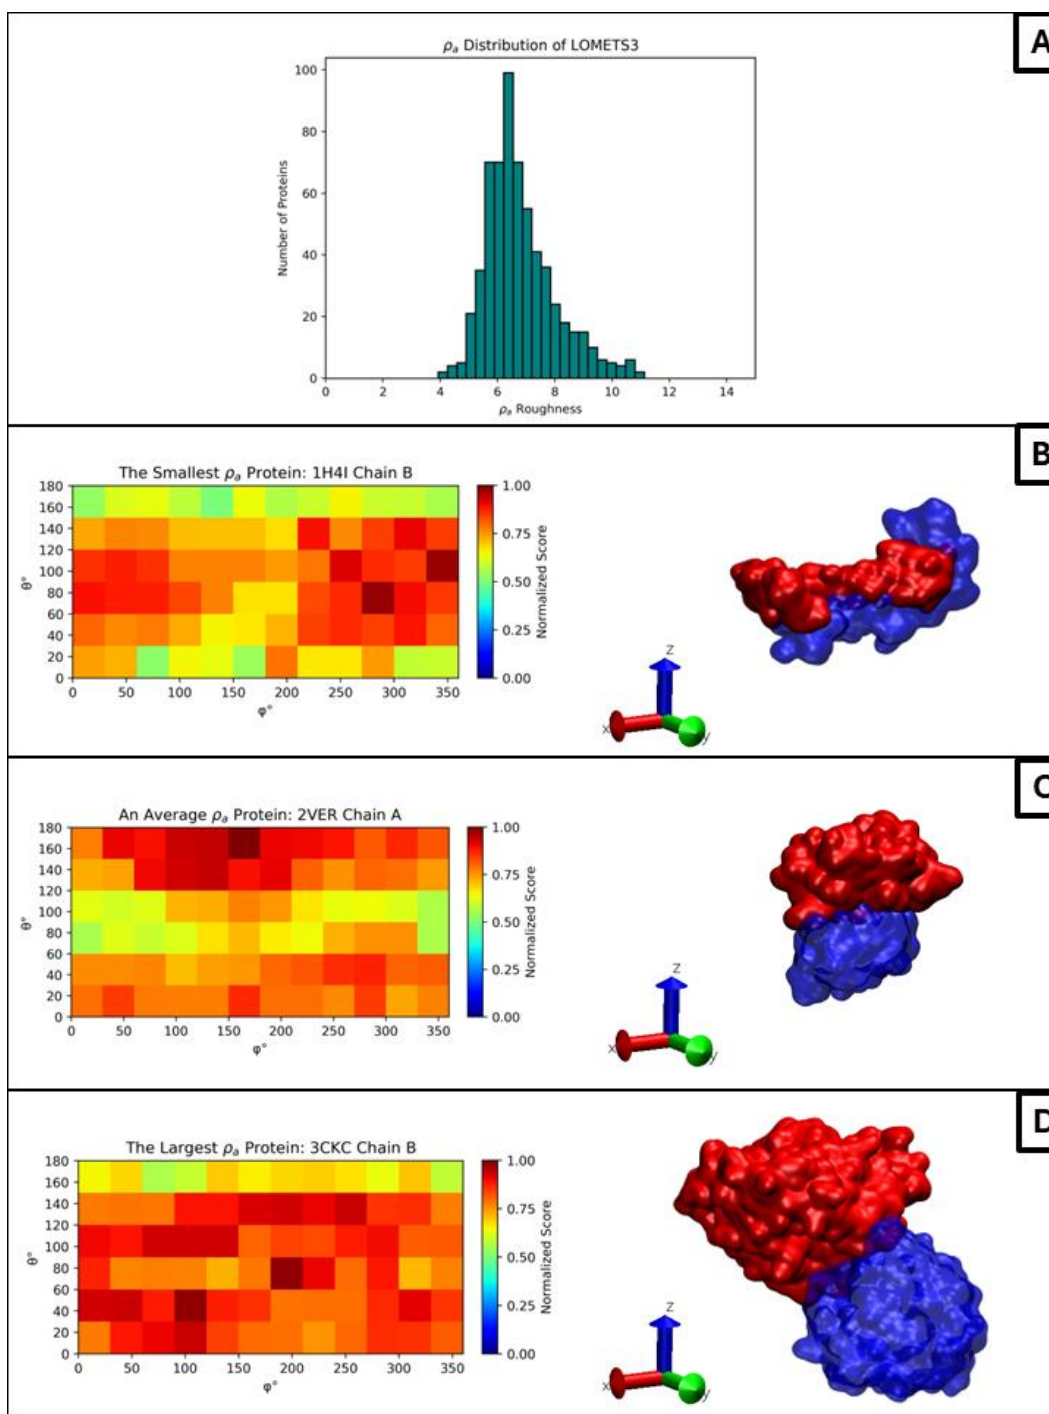 A
ρₐ Distribution of LOMETS3
100
80
60
40
20
0
Number of Proteins
0 2 4 6 8 10 12 14
ρₐ Roughness
B
The Smallest ρₐ Protein: 1H4I Chain B
180
160
140
120
100
80
60
40
20
0
θ°
0 50 100 150 200 250 300 350
φ°
1.00
0.75
0.50
0.25
0.00
Normalized Score
z
x
y
C
An Average ρₐ Protein: 2VER Chain A
180
160
140
120
100
80
60
40
20
0
θ°
0 50 100 150 200 250 300 350
φ°
1.00
0.75
0.50
0.25
0.00
Normalized Score
z
x
y
D
The Largest ρₐ Protein: 3CKC Chain B
180
160
140
120
100
80
60
40
20
0
θ°
0 50 100 150 200 250 300 350
φ°
1.00
0.75
0.50
0.25
0.00
Normalized Score
z
x
y